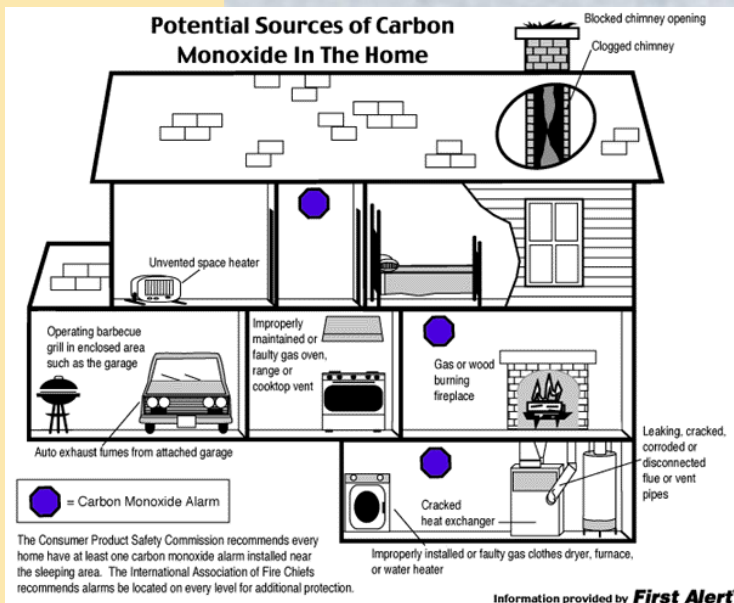 Potential Sources of Carbon
Monoxide In The Home
Blocked chimney opening
Clogged chimney
Unvented space heater
Operating barbecue
grill in enclosed area
such as the garage
Improperly
maintained or
faulty gas oven,
range or
cooktop vent
Gas or wood
burning
fireplace
Auto exhaust fumes from attached garage
Leaking, cracked,
corroded or
disconnected
flue or vent
pipes
Cracked
heat exchanger
= Carbon Monoxide Alarm
Improperly installed or faulty gas clothes dryer, furnace,
or water heater
The Consumer Product Safety Commission recommends every
home have at least one carbon monoxide alarm installed near
the sleeping area. The International Association of Fire Chiefs
recommends alarms be located on every level for additional protection.
Information provided by First Alert